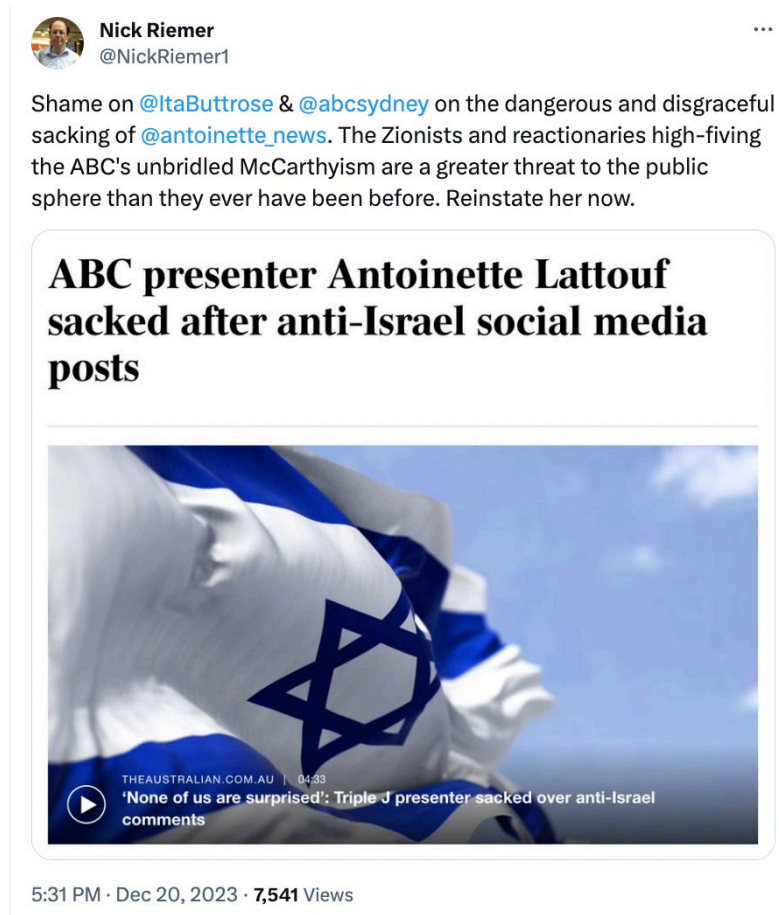 Nick Riemer
@NickRiemer1
Shame on @ItaButtrose & @abcsydney on the dangerous and disgraceful
sacking of @antoinette_news. The Zionists and reactionaries high-fiving
the ABC's unbridled McCarthyism are a greater threat to the public
sphere than they ever have been before. Reinstate her now.
ABC presenter Antoinette Lattouf
sacked after anti-Israel social media
posts
THEAUSTRALIAN.COM.AU | 04:33
‘None of us are surprised’: Triple J presenter sacked over anti-Israel
comments
5:31 PM · Dec 20, 2023 · 7,541 Views